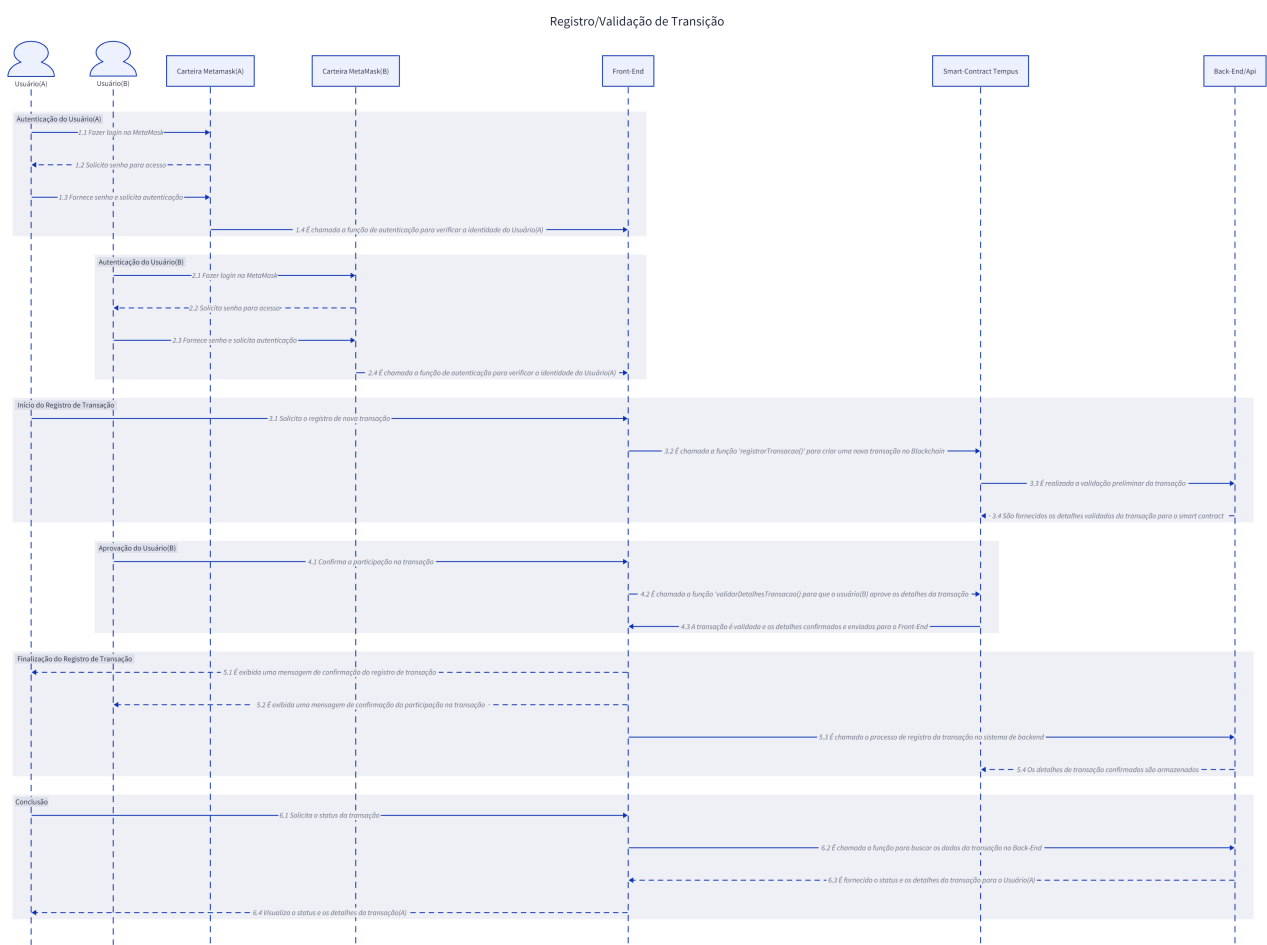 Registro/Validação de Transição
Usuário(A)
Usuário(B)
Carteira Metamask(A)
Carteira MetaMask(B)
Front-End
Smart-Contract Tempus
Back-End/Api
Autenticação do Usuário(A)
1.1 Fazer login na MetaMask
1.2 Solicita senha para acesso
1.3 Fornece senha e solicita autenticação
1.4 É chamada a função de autenticação para verificar a identidade do Usuário(A)
Autenticação do Usuário(B)
2.1 Fazer login na MetaMask
2.2 Solicita senha para acesso
2.3 Fornece senha e solicita autenticação
2.4 É chamada a função de autenticação para verificar a identidade do Usuário(A)
Início do Registro de Transação
3.1 Solicita o registro de nova transação
3.2 É chamada a função 'registrarTransacao()' para criar uma nova transação no Blockchain
3.3 É realizada a validação preliminar da transação
3.4 São fornecidos os detalhes validados da transação para o smart contract
Aprovação do Usuário(B)
4.1 Confirma a participação na transação
4.2 É chamada a função 'validarDetalhesTransacao() para que o usuário(B) aprove os detalhes da transação
4.3 A transação é validada e os detalhes confirmados e enviados para o Front-End
Finalização do Registro de Transação
5.1 É exibida uma mensagem de confirmação do registro de transação
5.2 É exibida uma mensagem de confirmação da participação na transação
5.3 É chamado o processo de registro da transação no sistema de backend
5.4 Os detalhes de transação confirmados são armazenados
Conclusão
6.1 Solicita o status da transação
6.2 É chamada a função para buscar os dados da transação no Back-End
6.3 É fornecido o status e os detalhes da transação para o Usuário(A)
6.4 Visualiza o status e os detalhes da transação(A)